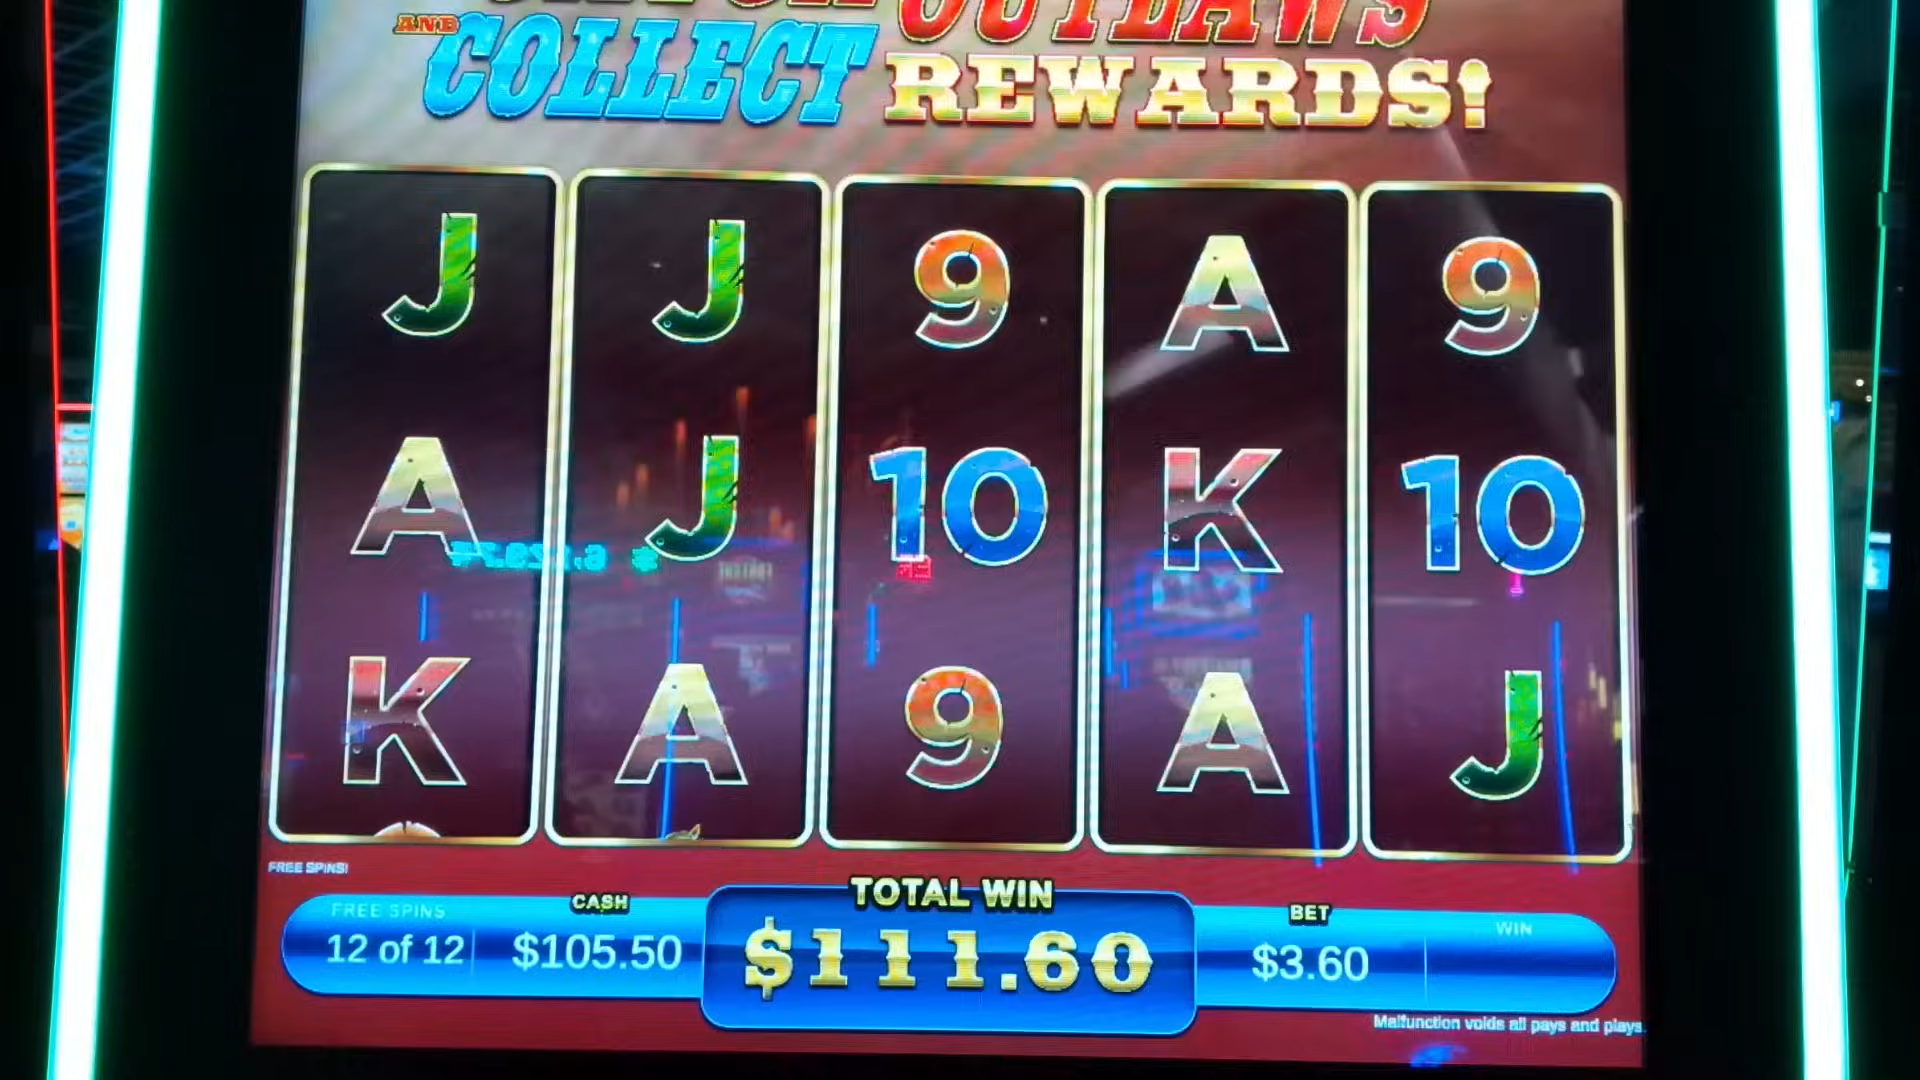 AND
COLLECT
OUTLAWS
REWARDS!
J J 9 A 9
A J 10 K 10
K A 9 A J
FREE SPINS!
FREE SPINS
12 of 12
CASH
$105.50
TOTAL WIN
$111.60
BET
$3.60
WIN
Malfunction voids all pays and plays.